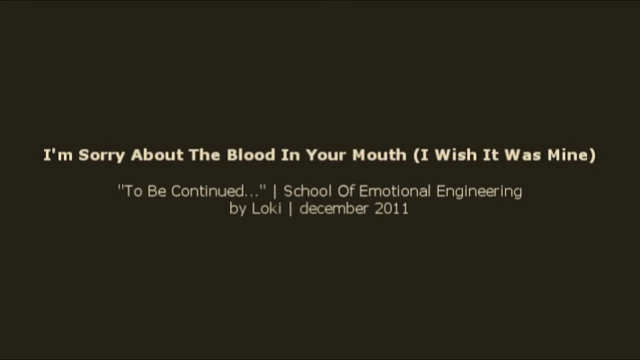 I'm Sorry About The Blood In Your Mouth (I Wish It Was Mine)
"To Be Continued..." | School Of Emotional Engineering
by Loki | december 2011